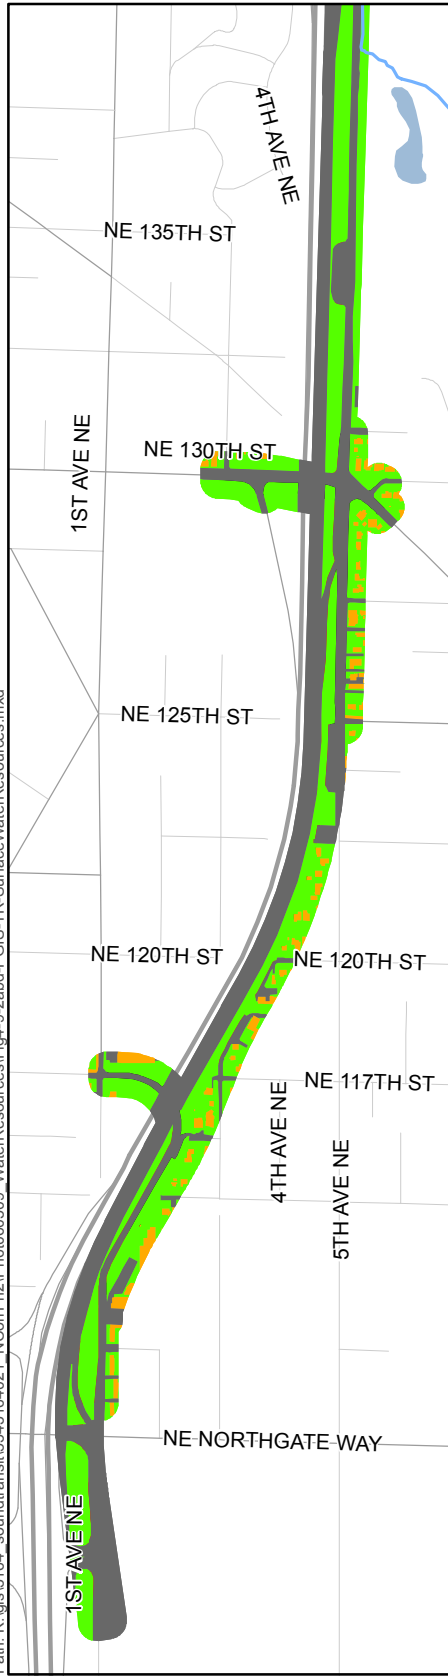 4TH AVE NE
NE 135TH ST
1ST AVE NE
NE 130TH ST
NE 125TH ST
NE 120TH ST
NE 120TH ST
NE 117TH ST
4TH AVE NE
5TH AVE NE
NE NORTHGATE WAY
1ST AVE NE